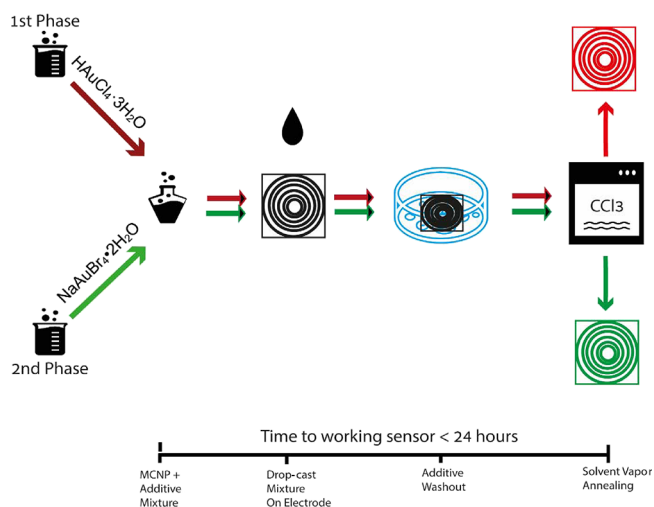 1st Phase
HAuCl4·3H2O
NaAuBr4•2H2O
2nd Phase
CCl3
Time to working sensor < 24 hours
MCNP +
Additive
Mixture
Drop-cast
Mixture
On Electrode
Additive
Washout
Solvent Vapor
Annealing